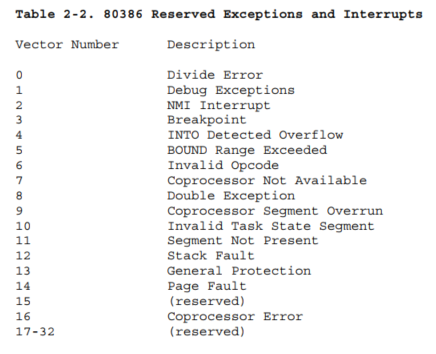 Table 2-2. 80386 Reserved Exceptions and Interrupts
Vector Number Description
0 Divide Error
1 Debug Exceptions
2 NMI Interrupt
3 Breakpoint
4 INTO Detected Overflow
5 BOUND Range Exceeded
6 Invalid Opcode
7 Coprocessor Not Available
8 Double Exception
9 Coprocessor Segment Overrun
10 Invalid Task State Segment
11 Segment Not Present
12 Stack Fault
13 General Protection
14 Page Fault
15 (reserved)
16 Coprocessor Error
17-32 (reserved)